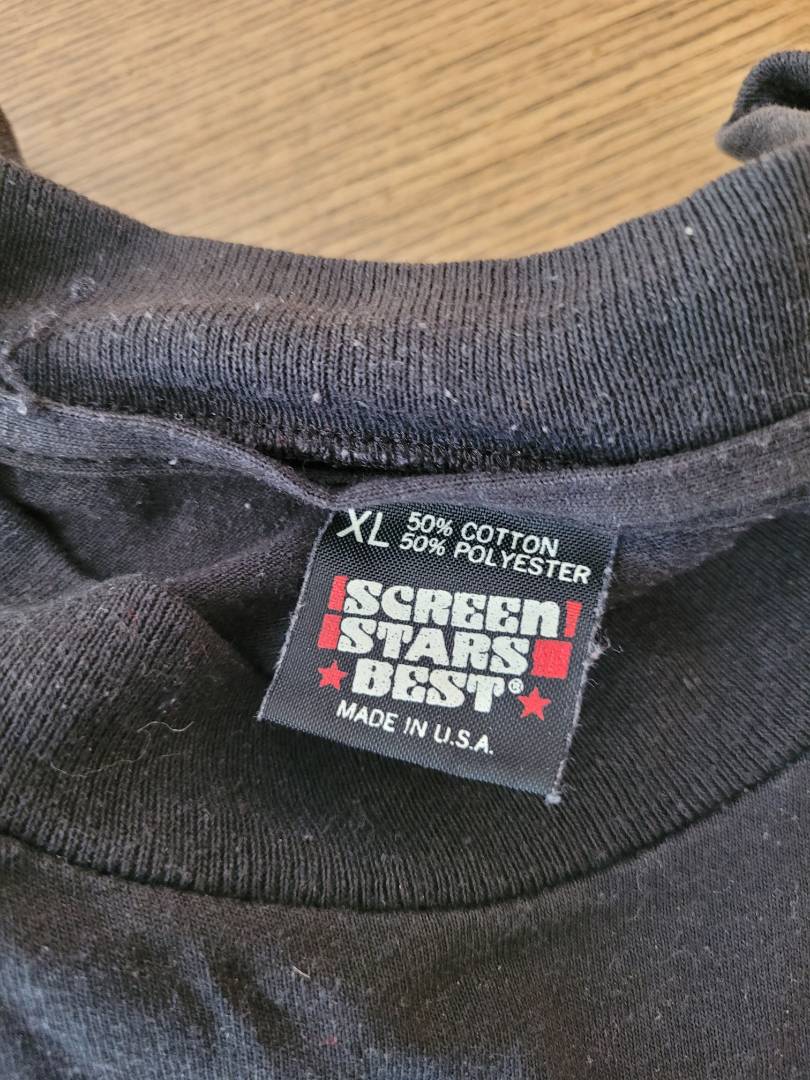 XL 50% COTTON
50% POLYESTER
SCREEN
STARS
BEST®
MADE IN U.S.A.